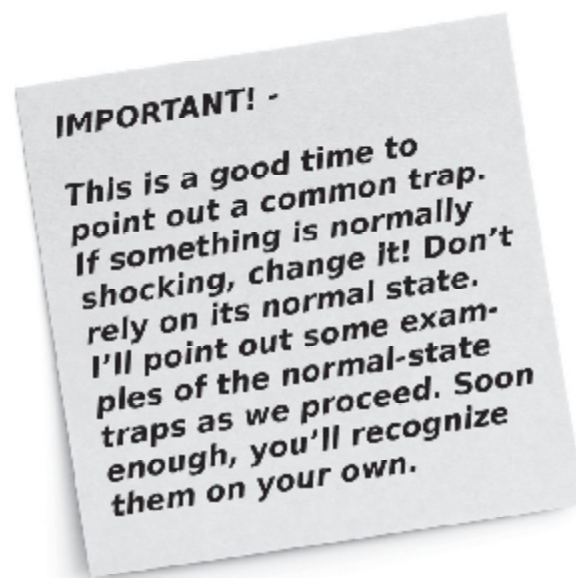 IMPORTANT! -
This is a good time to
point out a common trap.
If something is normally
shocking, change it! Don't
rely on its normal state.
I'll point out some exam-
ples of the normal-state
traps as we proceed. Soon
enough, you'll recognize
them on your own.